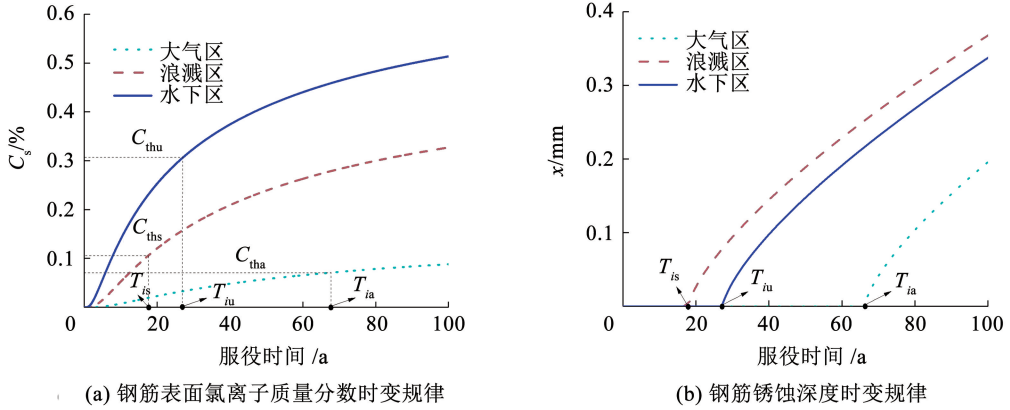 0.6
0.5
0.4
0.3
0.2
0.1
0
20
40
60
80
100
C_s/%
大气区
浪溅区
水下区
C_thu
C_ths
C_tha
T_is
T_iu
T_ia
服役时间 /a
(a) 钢筋表面氯离子质量分数时变规律
0.4
0.3
0.2
0.1
0
20
40
60
80
100
x/mm
大气区
浪溅区
水下区
T_is
T_iu
T_ia
服役时间 /a
(b) 钢筋锈蚀深度时变规律